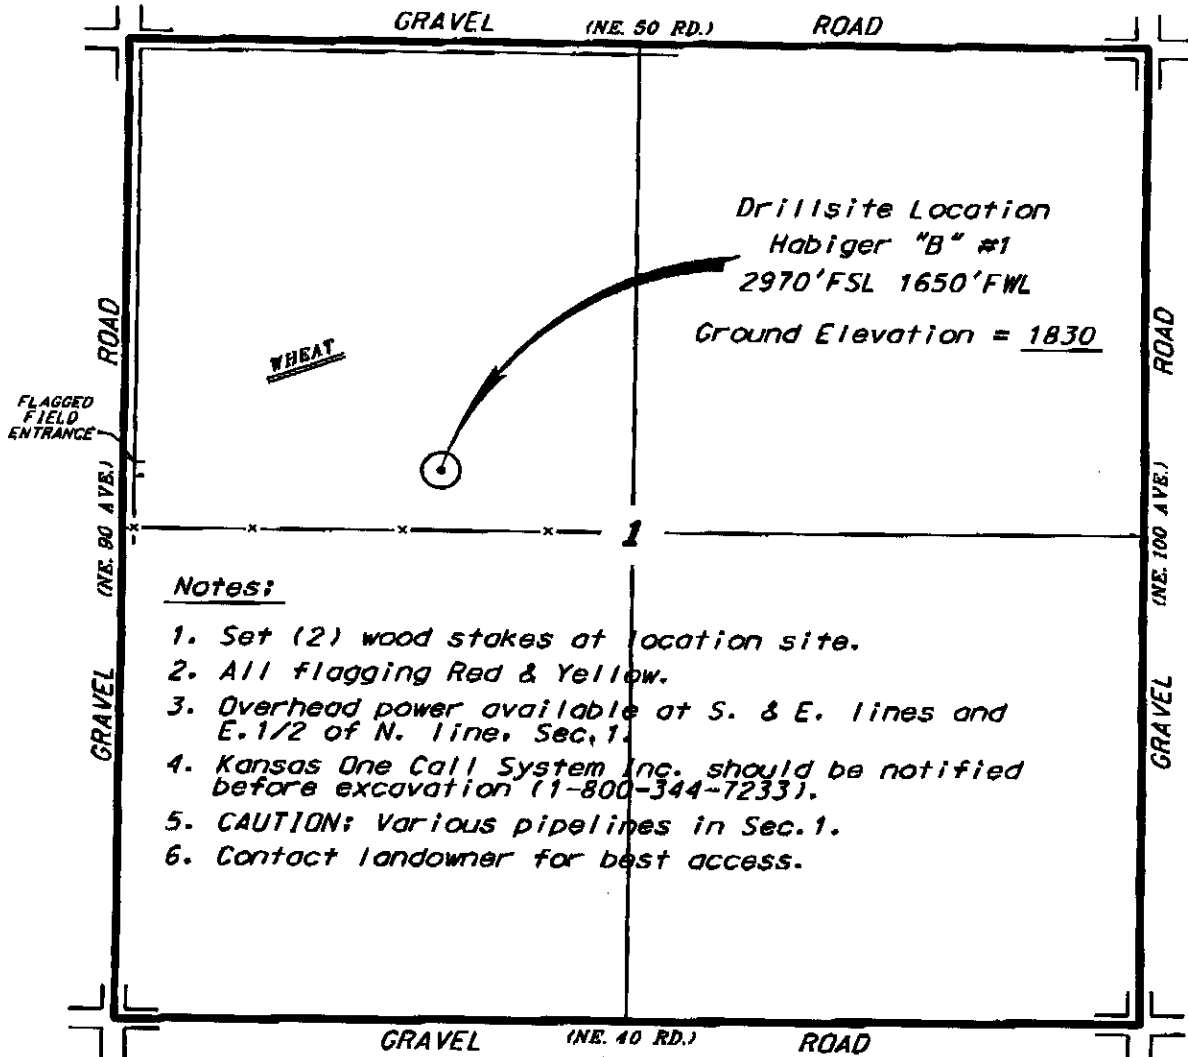 GRAVEL (NE. 50 RD.) ROAD
Drillsite Location
Habiger "B" #1
2970'FSL 1650'FWL
Ground Elevation = 1830
WHEAT
ROAD
ROAD
FLAGGED
FIELD
ENTRANCE
(NE. 90 AVE.)
(NE. 100 AVE.)
1
GRAVEL
GRAVEL
Notes:
1. Set (2) wood stakes at location site.
2. All flagging Red & Yellow.
3. Overhead power available at S. & E. lines and
E. 1/2 of N. line. Sec. 1.
4. Kansas One Call System Inc. should be notified
before excavation (1-800-344-7233).
5. CAUTION: Various pipelines in Sec. 1.
6. Contact landowner for best access.
GRAVEL (NE. 40 RD.) ROAD